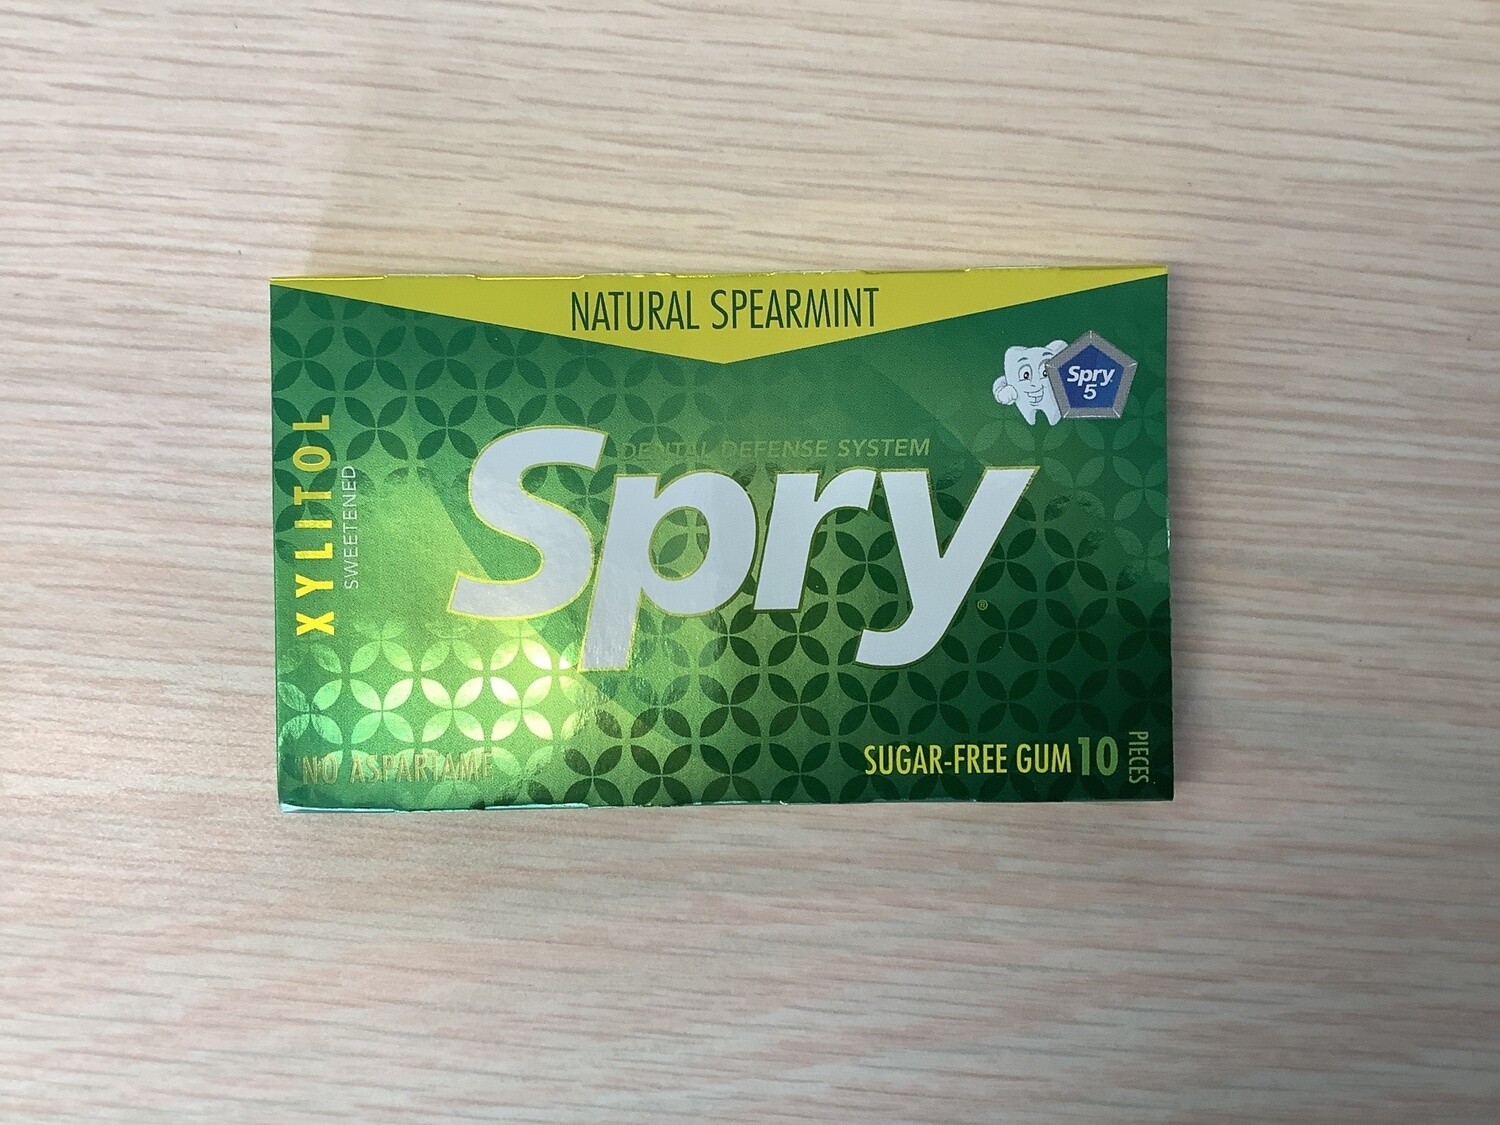 NATURAL SPEARMINT
Spry
5
DENTAL DEFENSE SYSTEM
Spry®
XYLITOL
SWEETENED
NO ASPARTAME
SUGAR-FREE GUM 10 PIECES